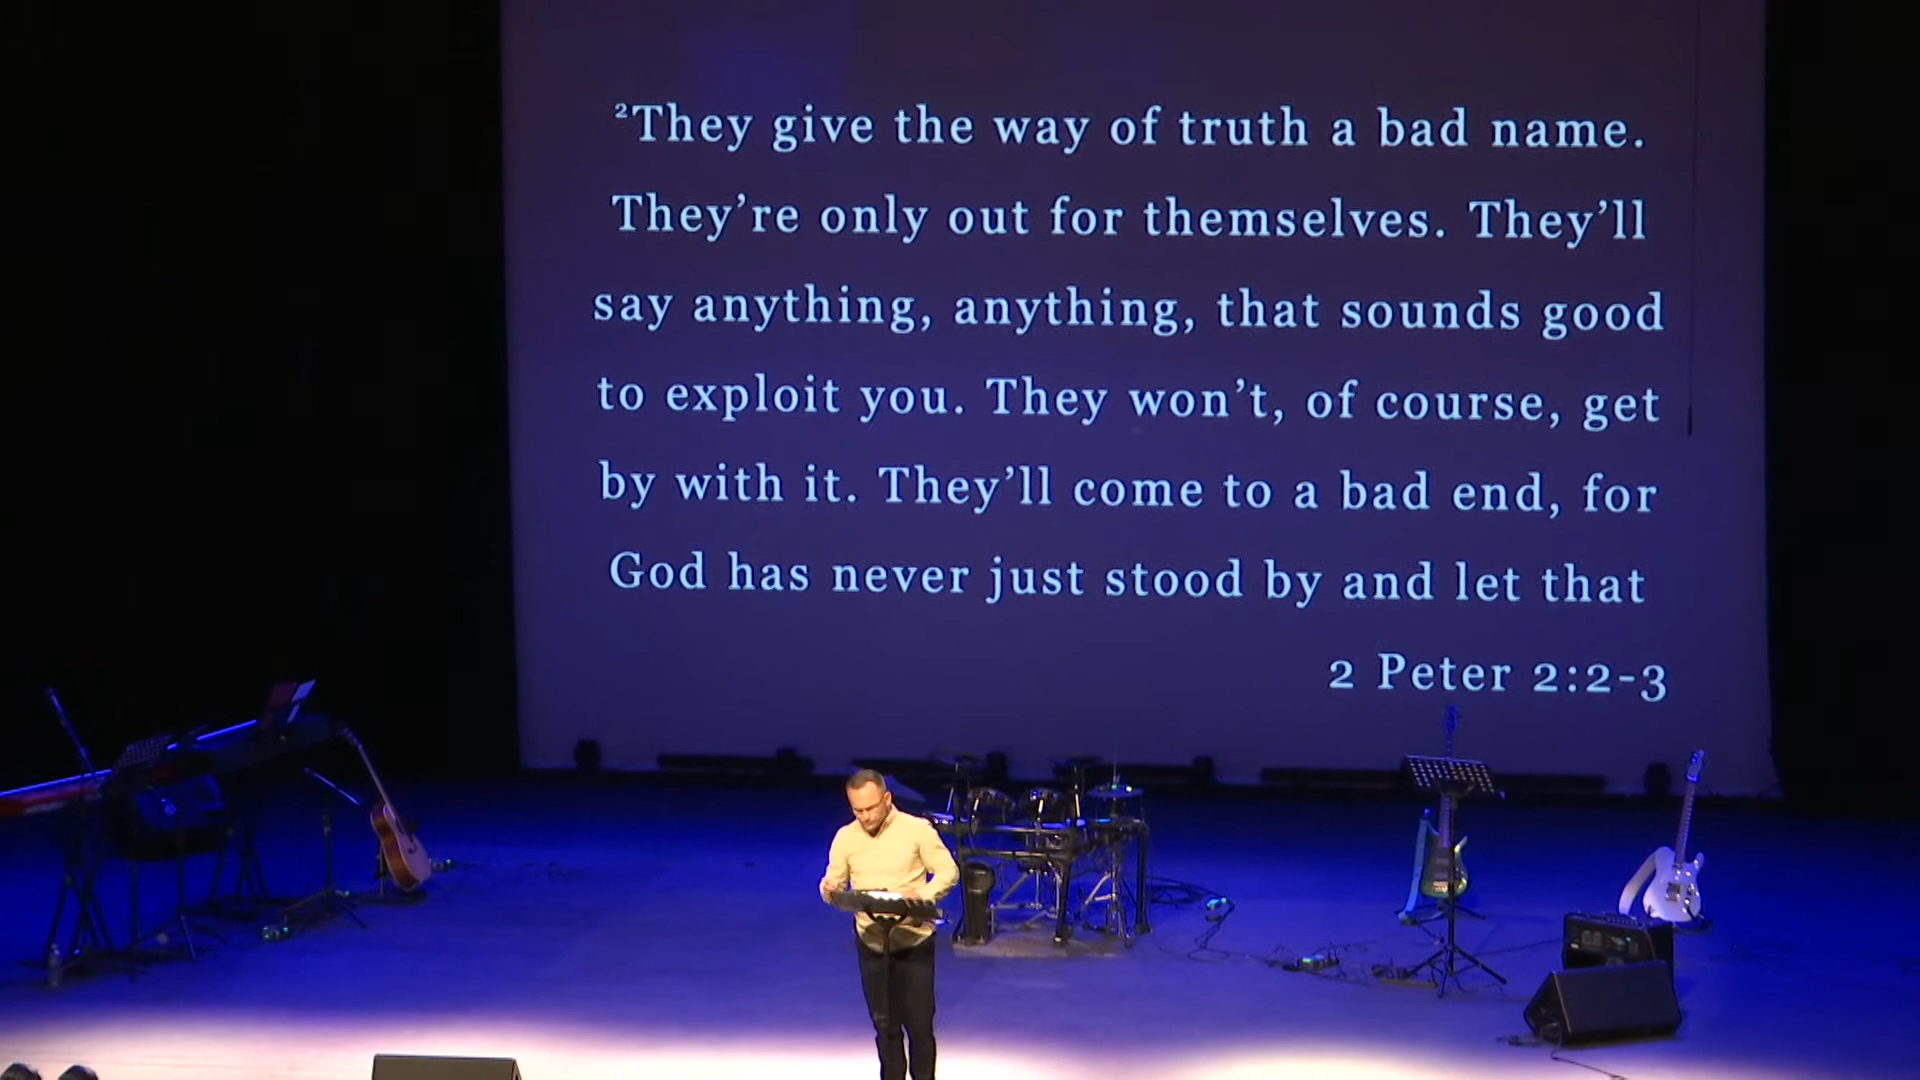 ²They give the way of truth a bad name.
They’re only out for themselves. They’ll
say anything, anything, that sounds good
to exploit you. They won’t, of course, get
by with it. They’ll come to a bad end, for
God has never just stood by and let that
2 Peter 2:2-3